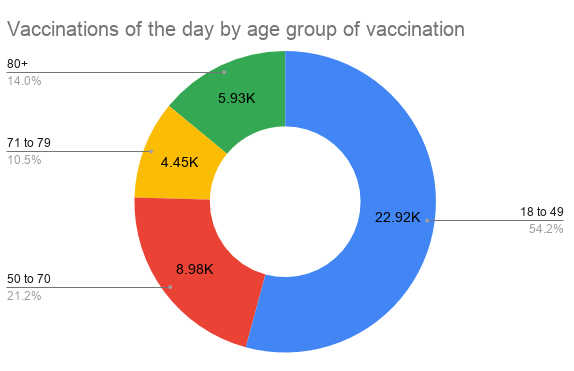 Vaccinations of the day by age group of vaccination
80+
14.0%
5.93K
71 to 79
10.5%
4.45K
18 to 49
54.2%
22.92K
50 to 70
21.2%
8.98K